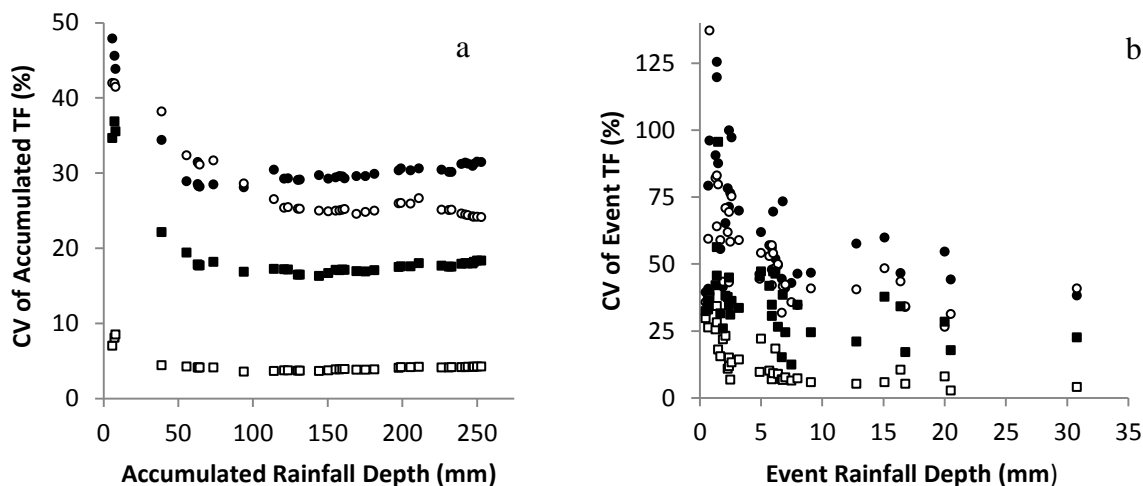 a
CV of Accumulated TF (%)
50
40
30
20
10
0
0 50 100 150 200 250
Accumulated Rainfall Depth (mm)
b
CV of Event TF (%)
125
100
75
50
25
0
0 5 10 15 20 25 30 35
Event Rainfall Depth (mm)